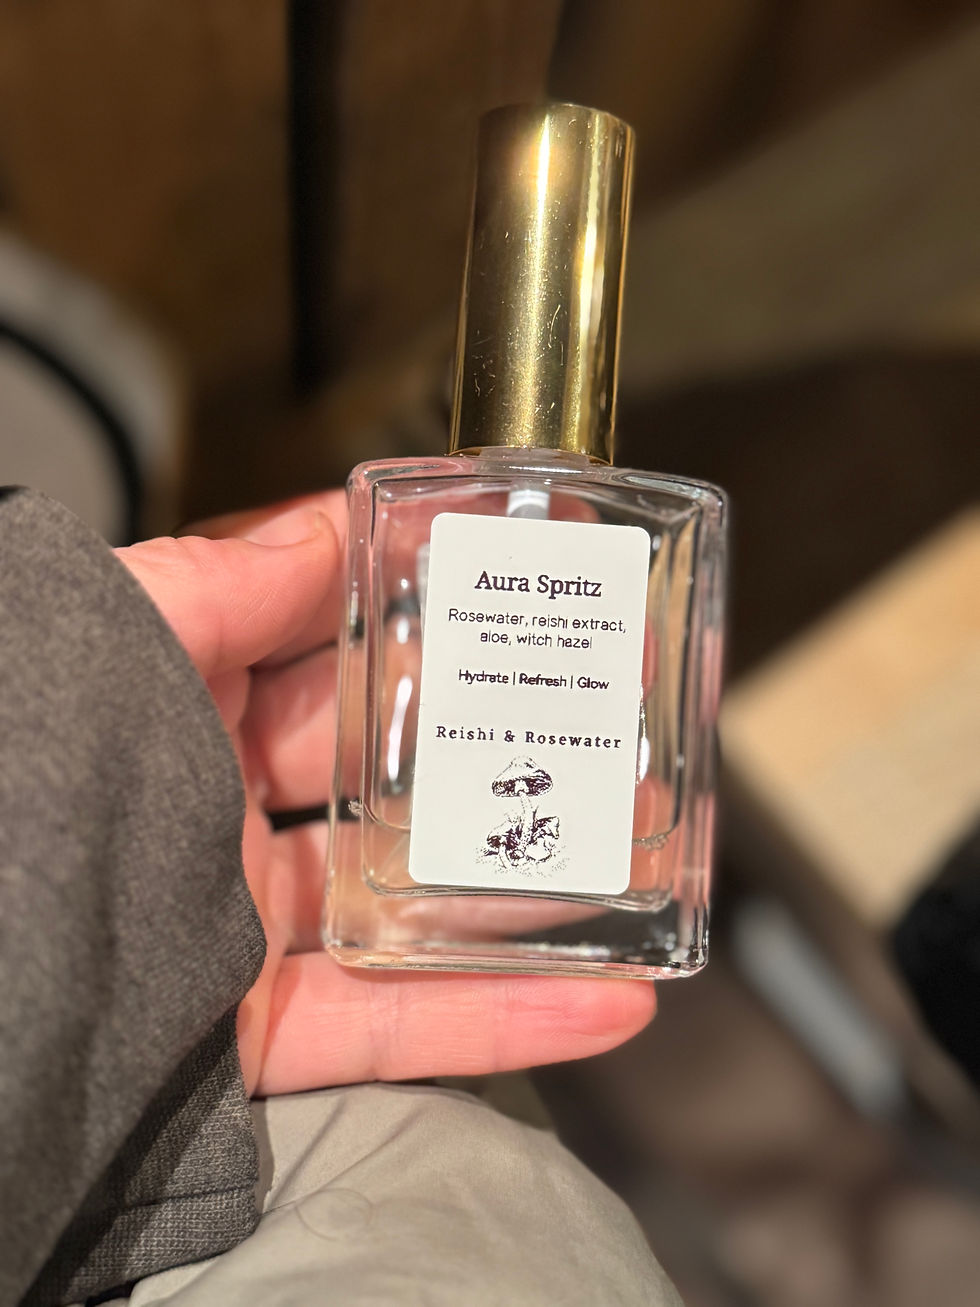 Aura Spritz
Rosewater, reishi extract,
aloe, witch hazel
Hydrate | Refresh | Glow
Reishi & Rosewater